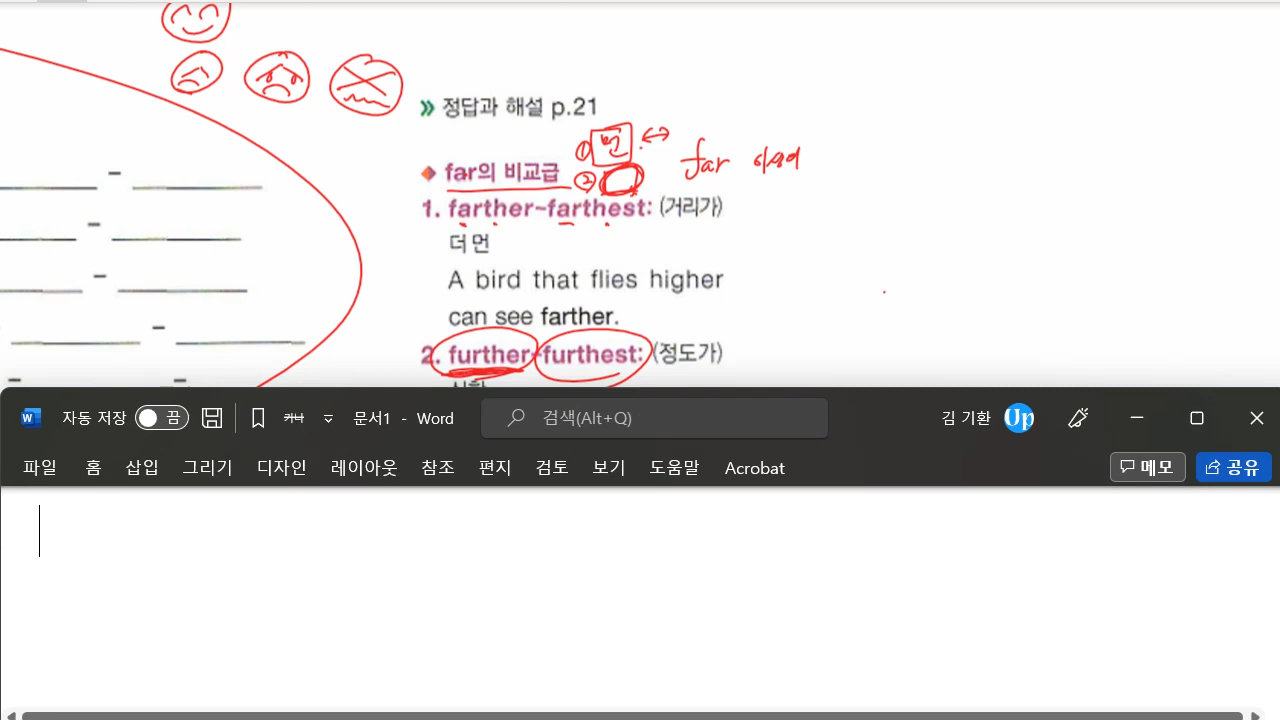 » 정답과 해설 p.21
① 먼 ↔ far
② 
◆ far의 비교급
1. farther-farthest: (거리가)
더 먼
A bird that flies higher
can see farther.
2. further-furthest: (정도가)
자동 저장 끔 가나 문서1 - Word 검색(Alt+Q) 김 기환 Up
파일 홈 삽입 그리기 디자인 레이아웃 참조 편지 검토 보기 도움말 Acrobat 메모 공유